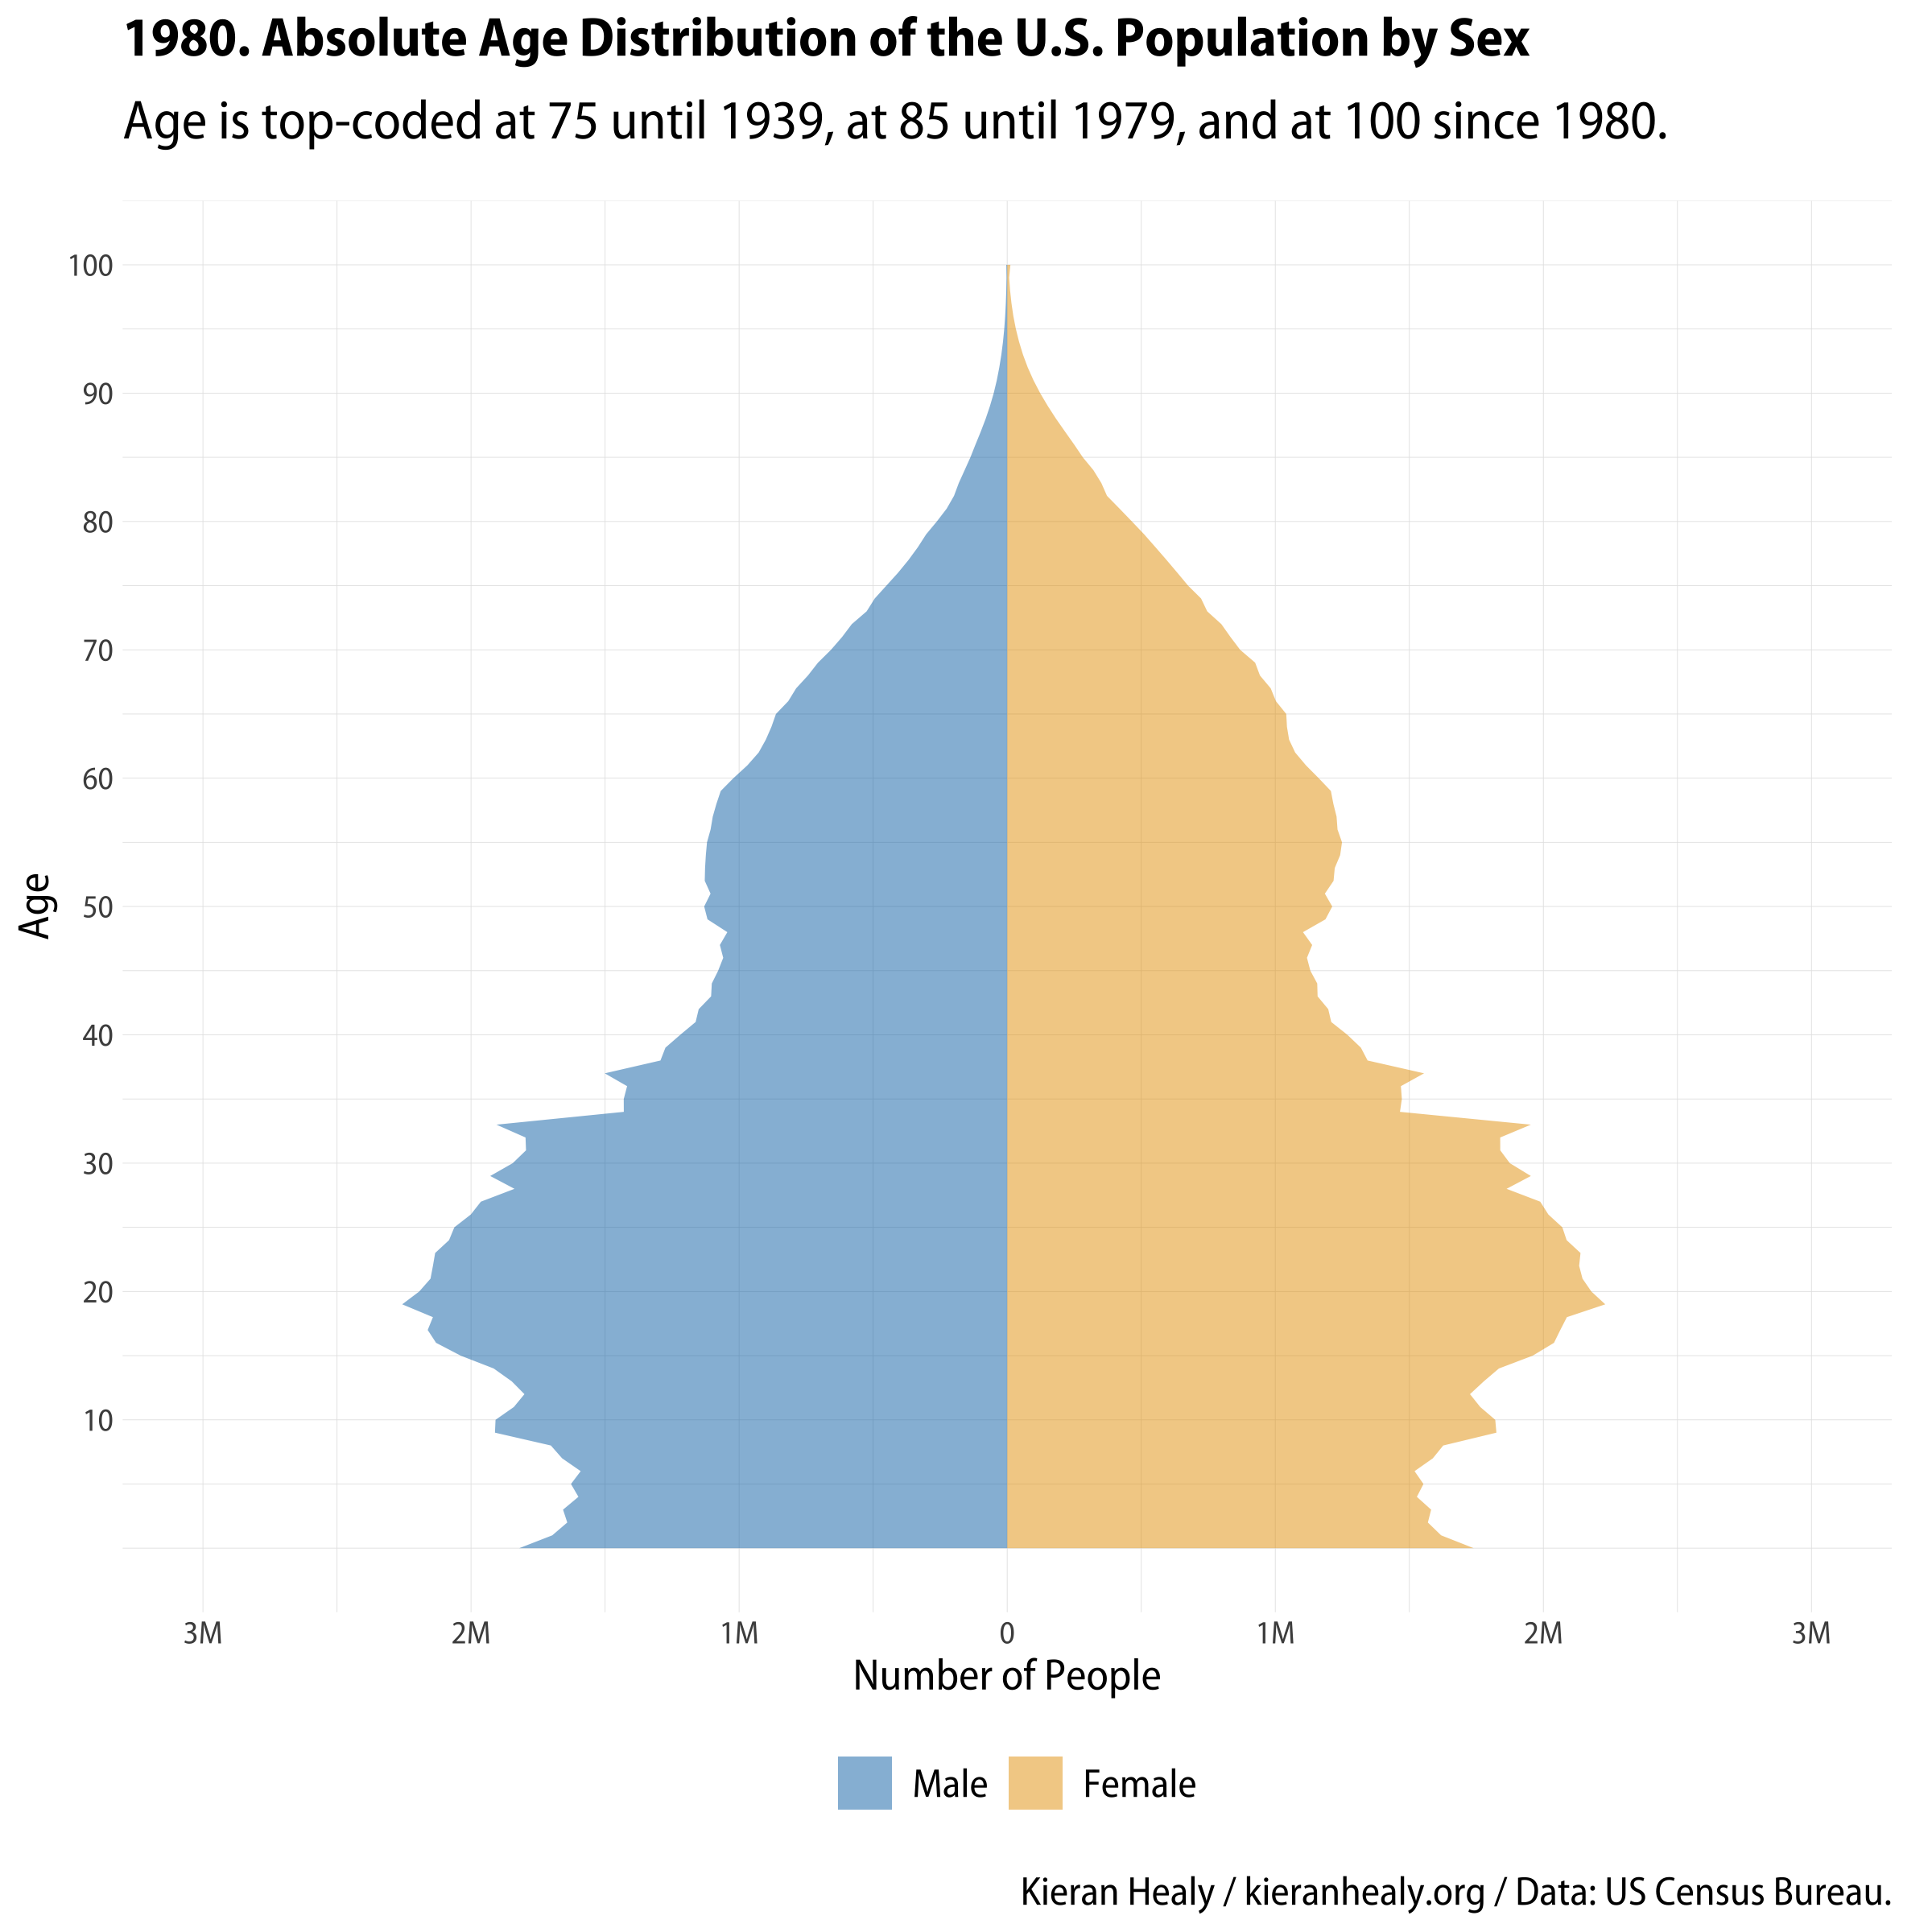 1980. Absolute Age Distribution of the U.S. Population by Sex
Age is top-coded at 75 until 1939, at 85 until 1979, and at 100 since 1980.
100
90
80
70
60
50
40
30
20
10
Age
3M 2M 1M 0 1M 2M 3M
Number of People
Male Female
Kieran Healy / kieranhealy.org / Data: US Census Bureau.